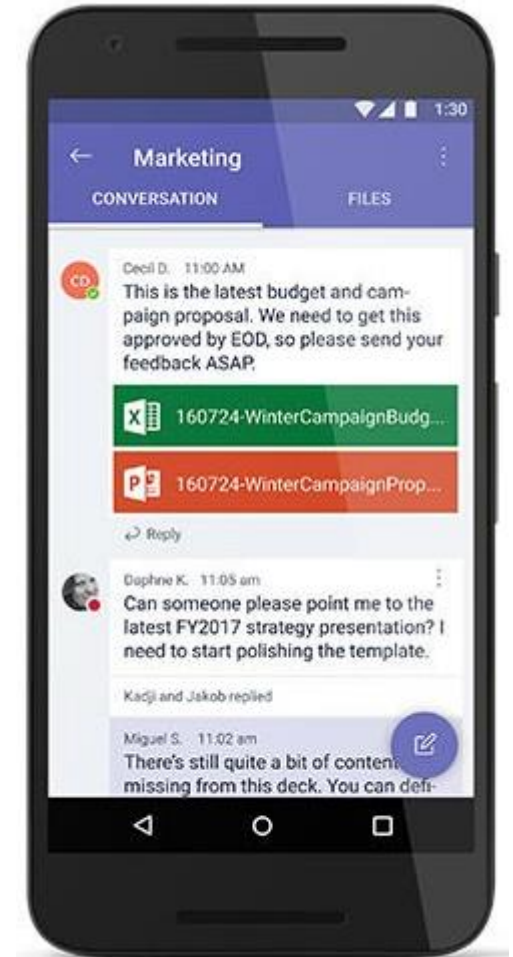 1:30
Marketing
CONVERSATION FILES
CD
Cecil D. 11:00 AM
This is the latest budget and cam-
paign proposal. We need to get this
approved by EOD, so please send your
feedback ASAP.
X 160724-WinterCampaignBudg...
P 160724-WinterCampaignProp...
Reply
Daphne K. 11:05 am
Can someone please point me to the
latest FY2017 strategy presentation? I
need to start polishing the template.
Kadji and Jakob replied
Miguel S. 11:02 am
There's still quite a bit of content
missing from this deck. You can defi-